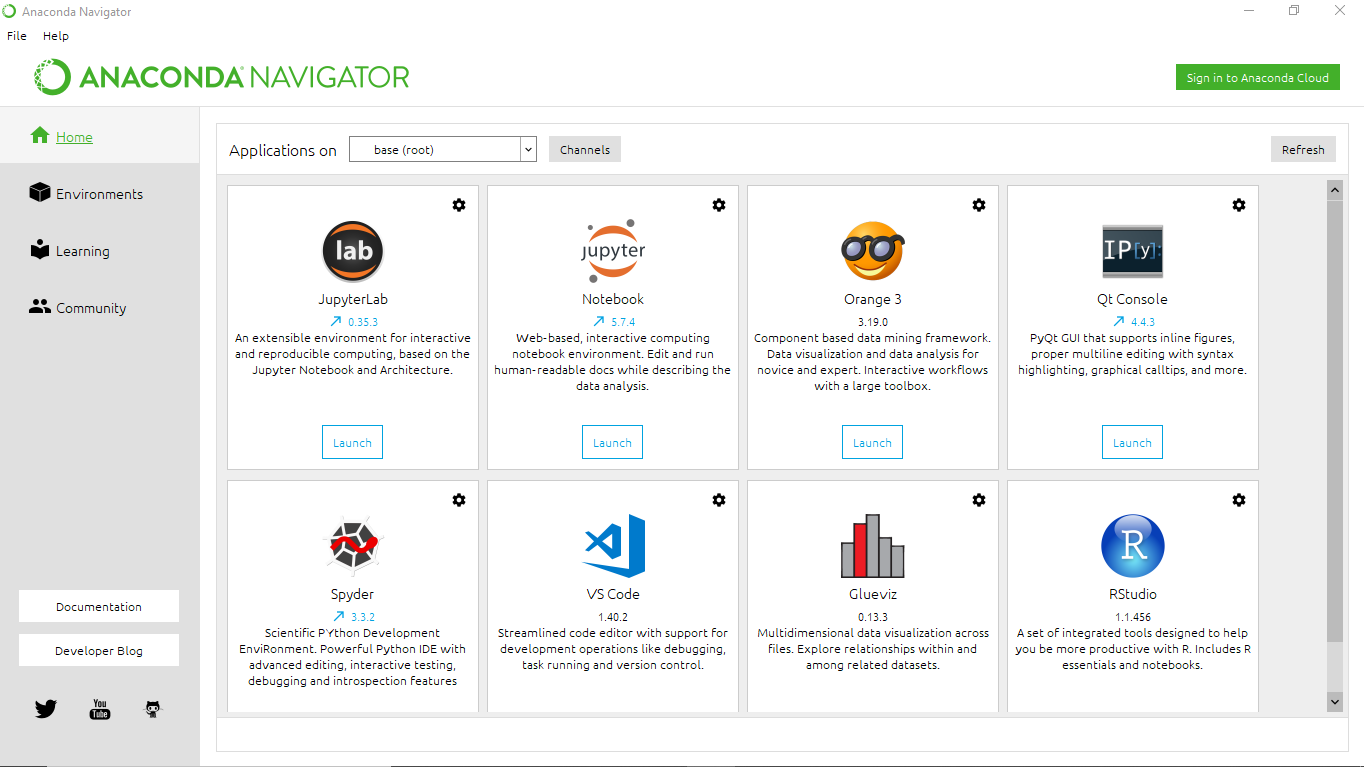 Anaconda Navigator
File Help
ANACONDA NAVIGATOR
Sign in to Anaconda Cloud
Home
Environments
Learning
Community
Documentation
Developer Blog
You
Tube
Applications on
base (root)
Channels
Refresh
lab
JupyterLab
0.35.3
An extensible environment for interactive
and reproducible computing, based on the
Jupyter Notebook and Architecture.
Launch
jupyter
Notebook
5.7.4
Web-based, interactive computing
notebook environment. Edit and run
human-readable docs while describing the
data analysis.
Launch
Orange 3
3.19.0
Component based data mining framework.
Data visualization and data analysis for
novice and expert. Interactive workflows
with a large toolbox.
Launch
IP[y]:
Qt Console
4.4.3
PyQt GUI that supports inline figures,
proper multiline editing with syntax
highlighting, graphical calltips, and more.
Launch
Spyder
3.3.2
Scientific PYthon Development
EnviRonment. Powerful Python IDE with
advanced editing, interactive testing,
debugging and introspection features
VS Code
1.40.2
Streamlined code editor with support for
development operations like debugging,
task running and version control.
Glueviz
0.13.3
Multidimensional data visualization across
files. Explore relationships within and
among related datasets.
R
RStudio
1.1.456
A set of integrated tools designed to help
you be more productive with R. Includes R
essentials and notebooks.